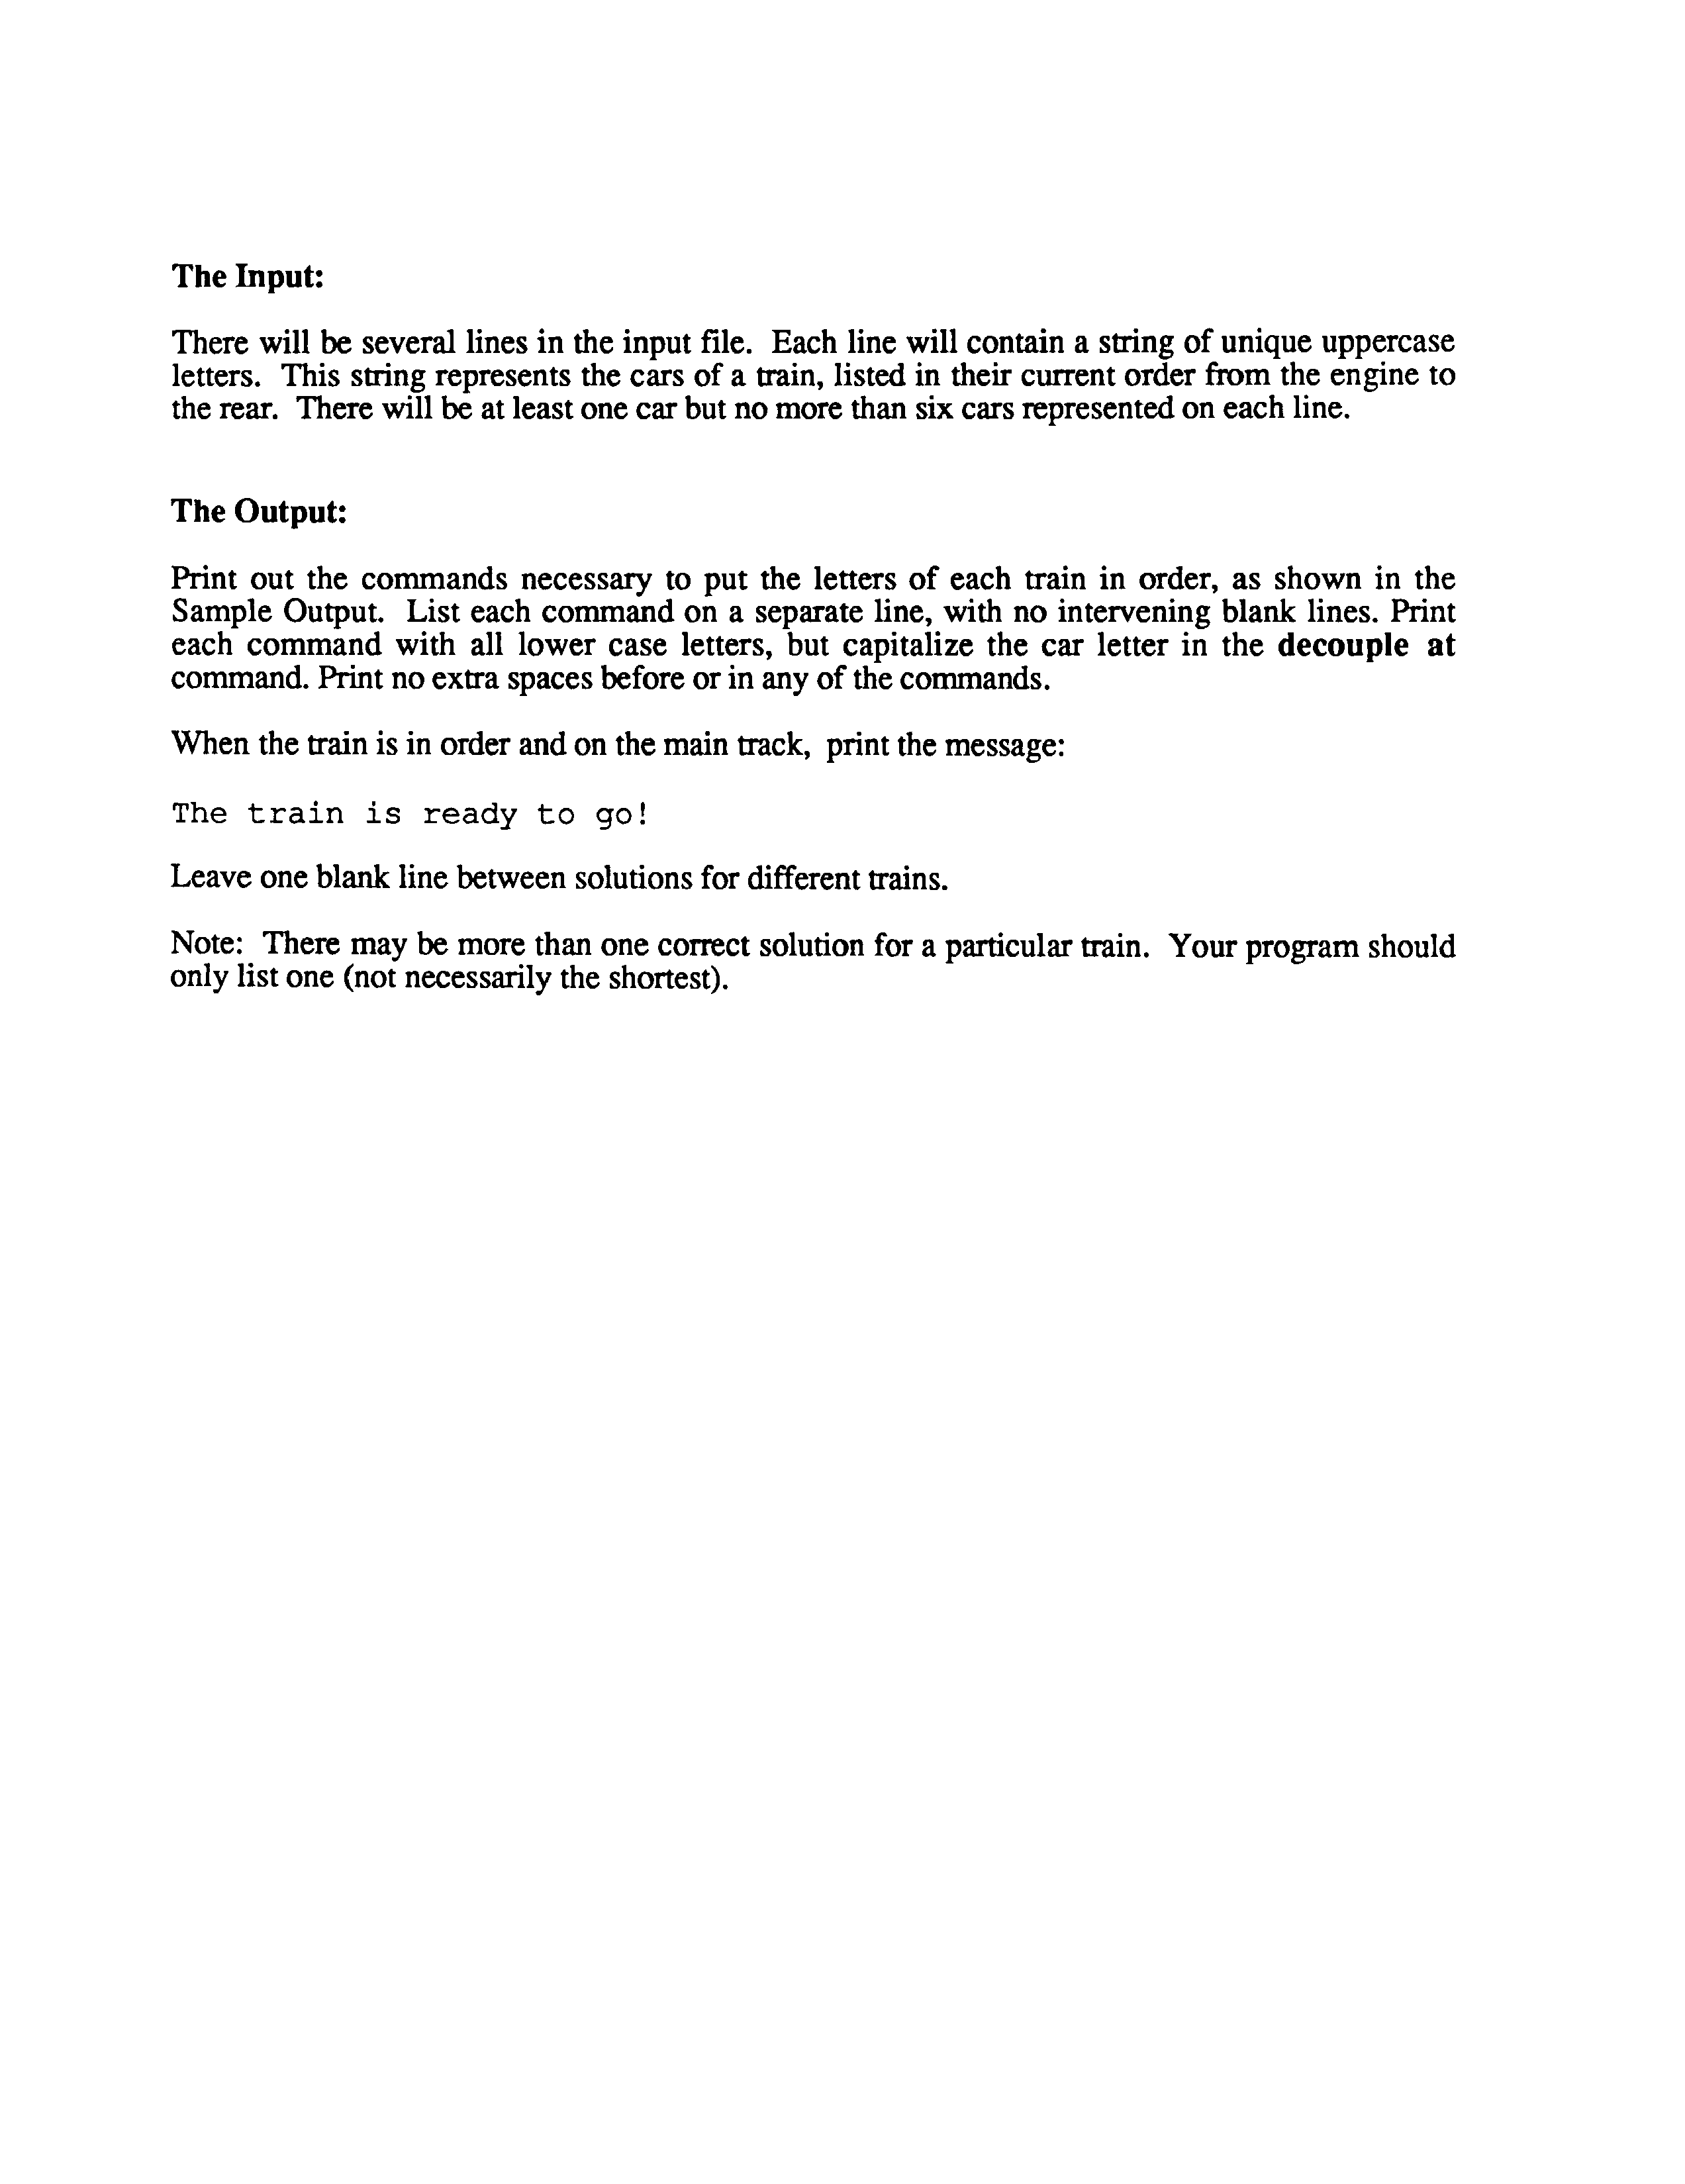 The Input:
There will be several lines in the input file. Each line will contain a string of unique uppercase
letters. This string represents the cars of a train, listed in their current order from the engine to
the rear. There will be at least one car but no more than six cars represented on each line.
The Output:
Print out the commands necessary to put the letters of each train in order, as shown in the
Sample Output. List each command on a separate line, with no intervening blank lines. Print
each command with all lower case letters, but capitalize the car letter in the decouple at
command. Print no extra spaces before or in any of the commands.
When the train is in order and on the main track, print the message:
The train is ready to go!
Leave one blank line between solutions for different trains.
Note: There may be more than one correct solution for a particular train. Your program should
only list one (not necessarily the shortest).